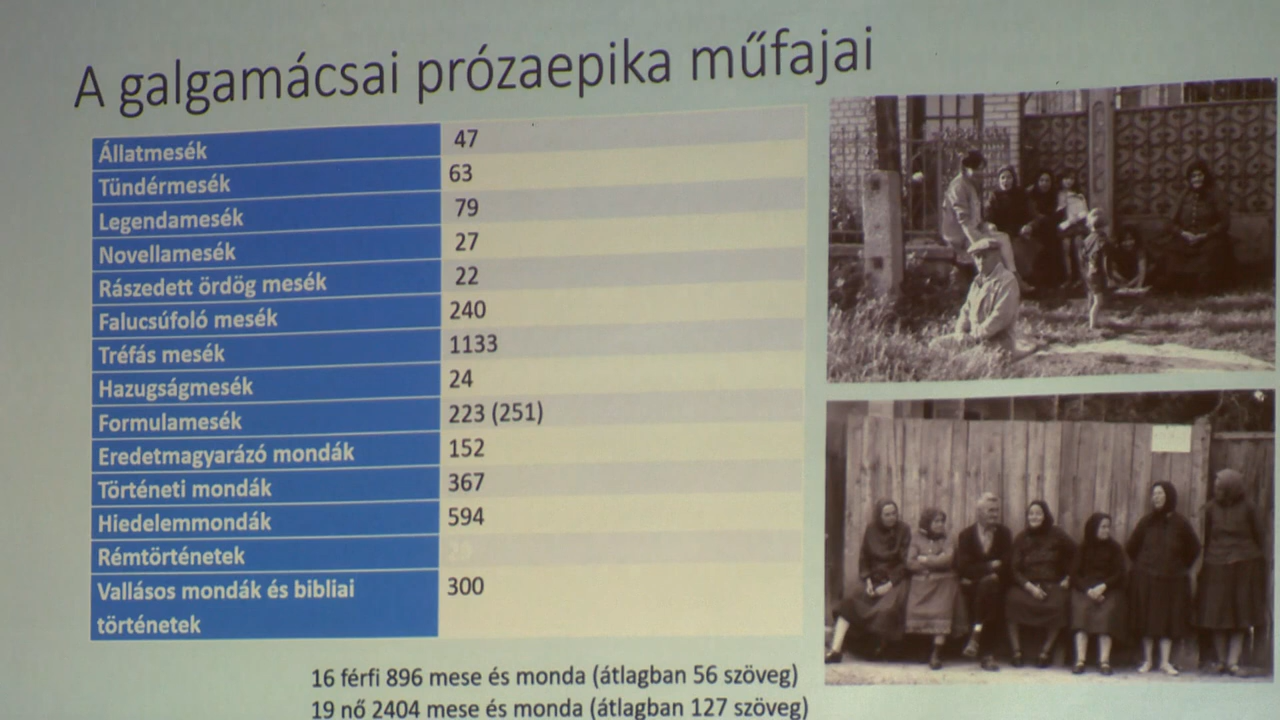 A galgamácsai prózaepika műfajai
Állatmesék 47
Tündérmesék 63
Legendamesék 79
Novellamesék 27
Rászedett ördög mesék 22
Falucsúfoló mesék 240
Tréfás mesék 1133
Hazugságmesék 24
Formulamesék 223 (251)
Eredetmagyarázó mondák 152
Történeti mondák 367
Hiedelemmondák 594
Rémtörténetek
Vallásos mondák és bibliai 300
történetek
16 férfi 896 mese és monda (átlagban 56 szöveg)
19 nő 2404 mese és monda (átlagban 127 szöveg)